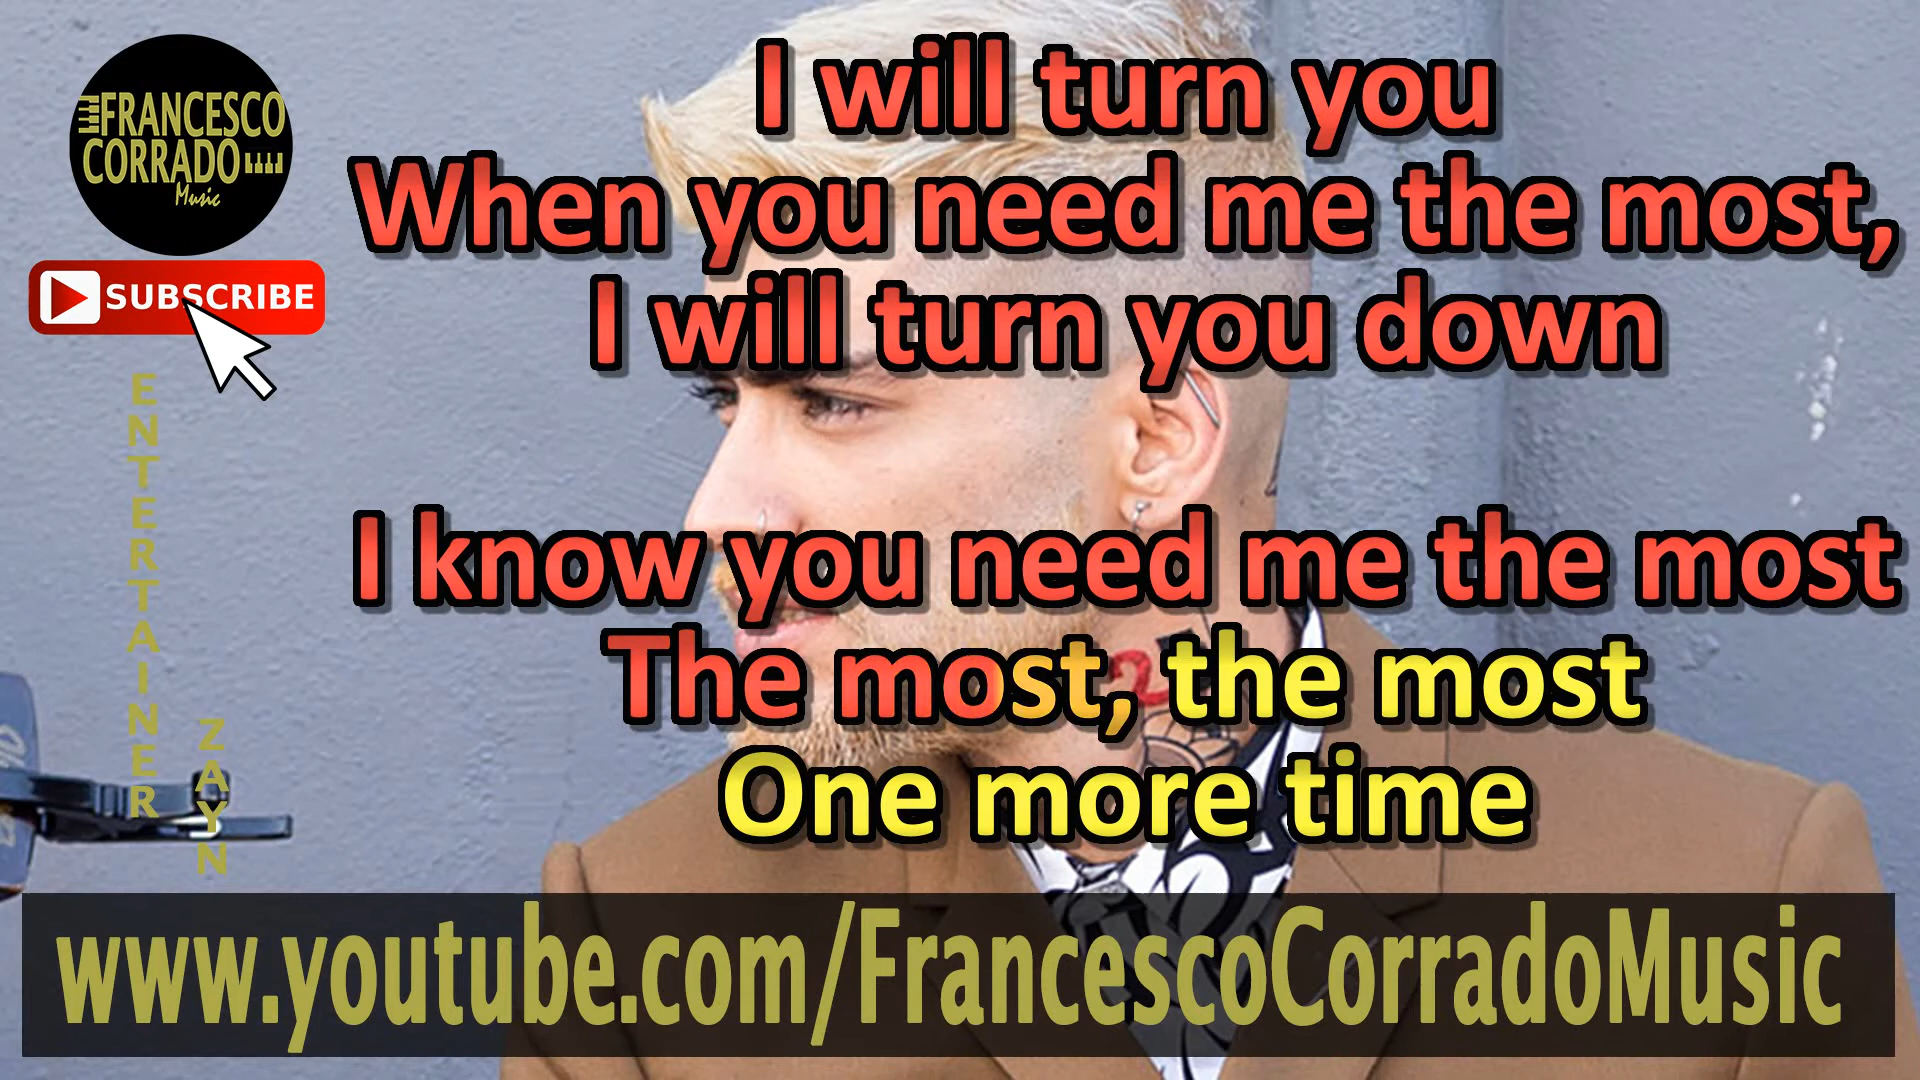 FRANCESCO
CORRADO
Music
SUBSCRIBE
ENTERTAINER
ZAYN
I will turn you
When you need me the most,
I will turn you down
I know you need me the most
The most, the most
One more time
www.youtube.com/FrancescoCorradoMusic